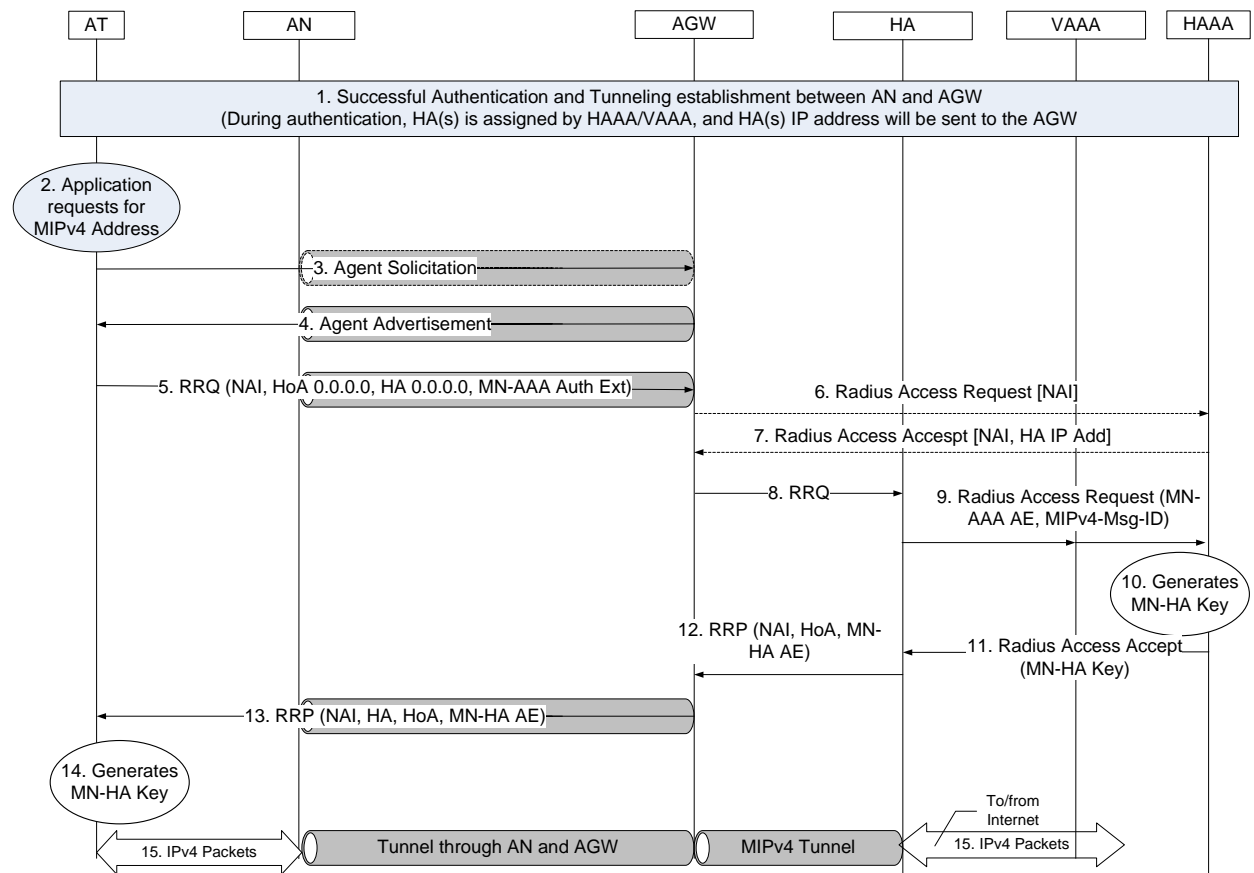 AT
AN
AGW
HA
VAAA
HAAA
1. Successful Authentication and Tunneling establishment between AN and AGW
(During authentication, HA(s) is assigned by HAAA/VAAA, and HA(s) IP address will be sent to the AGW
2. Application
requests for
MIPv4 Address
3. Agent Solicitation
4. Agent Advertisement
5. RRQ (NAI, HoA 0.0.0.0, HA 0.0.0.0, MN-AAA Auth Ext)
6. Radius Access Request [NAI]
7. Radius Access Accespt [NAI, HA IP Add]
8. RRQ
9. Radius Access Request (MN-
AAA AE, MIPv4-Msg-ID)
10. Generates
MN-HA Key
11. Radius Access Accept
(MN-HA Key)
12. RRP (NAI, HoA, MN-
HA AE)
13. RRP (NAI, HA, HoA, MN-HA AE)
14. Generates
MN-HA Key
To/from
Internet
15. IPv4 Packets
Tunnel through AN and AGW
MIPv4 Tunnel
15. IPv4 Packets